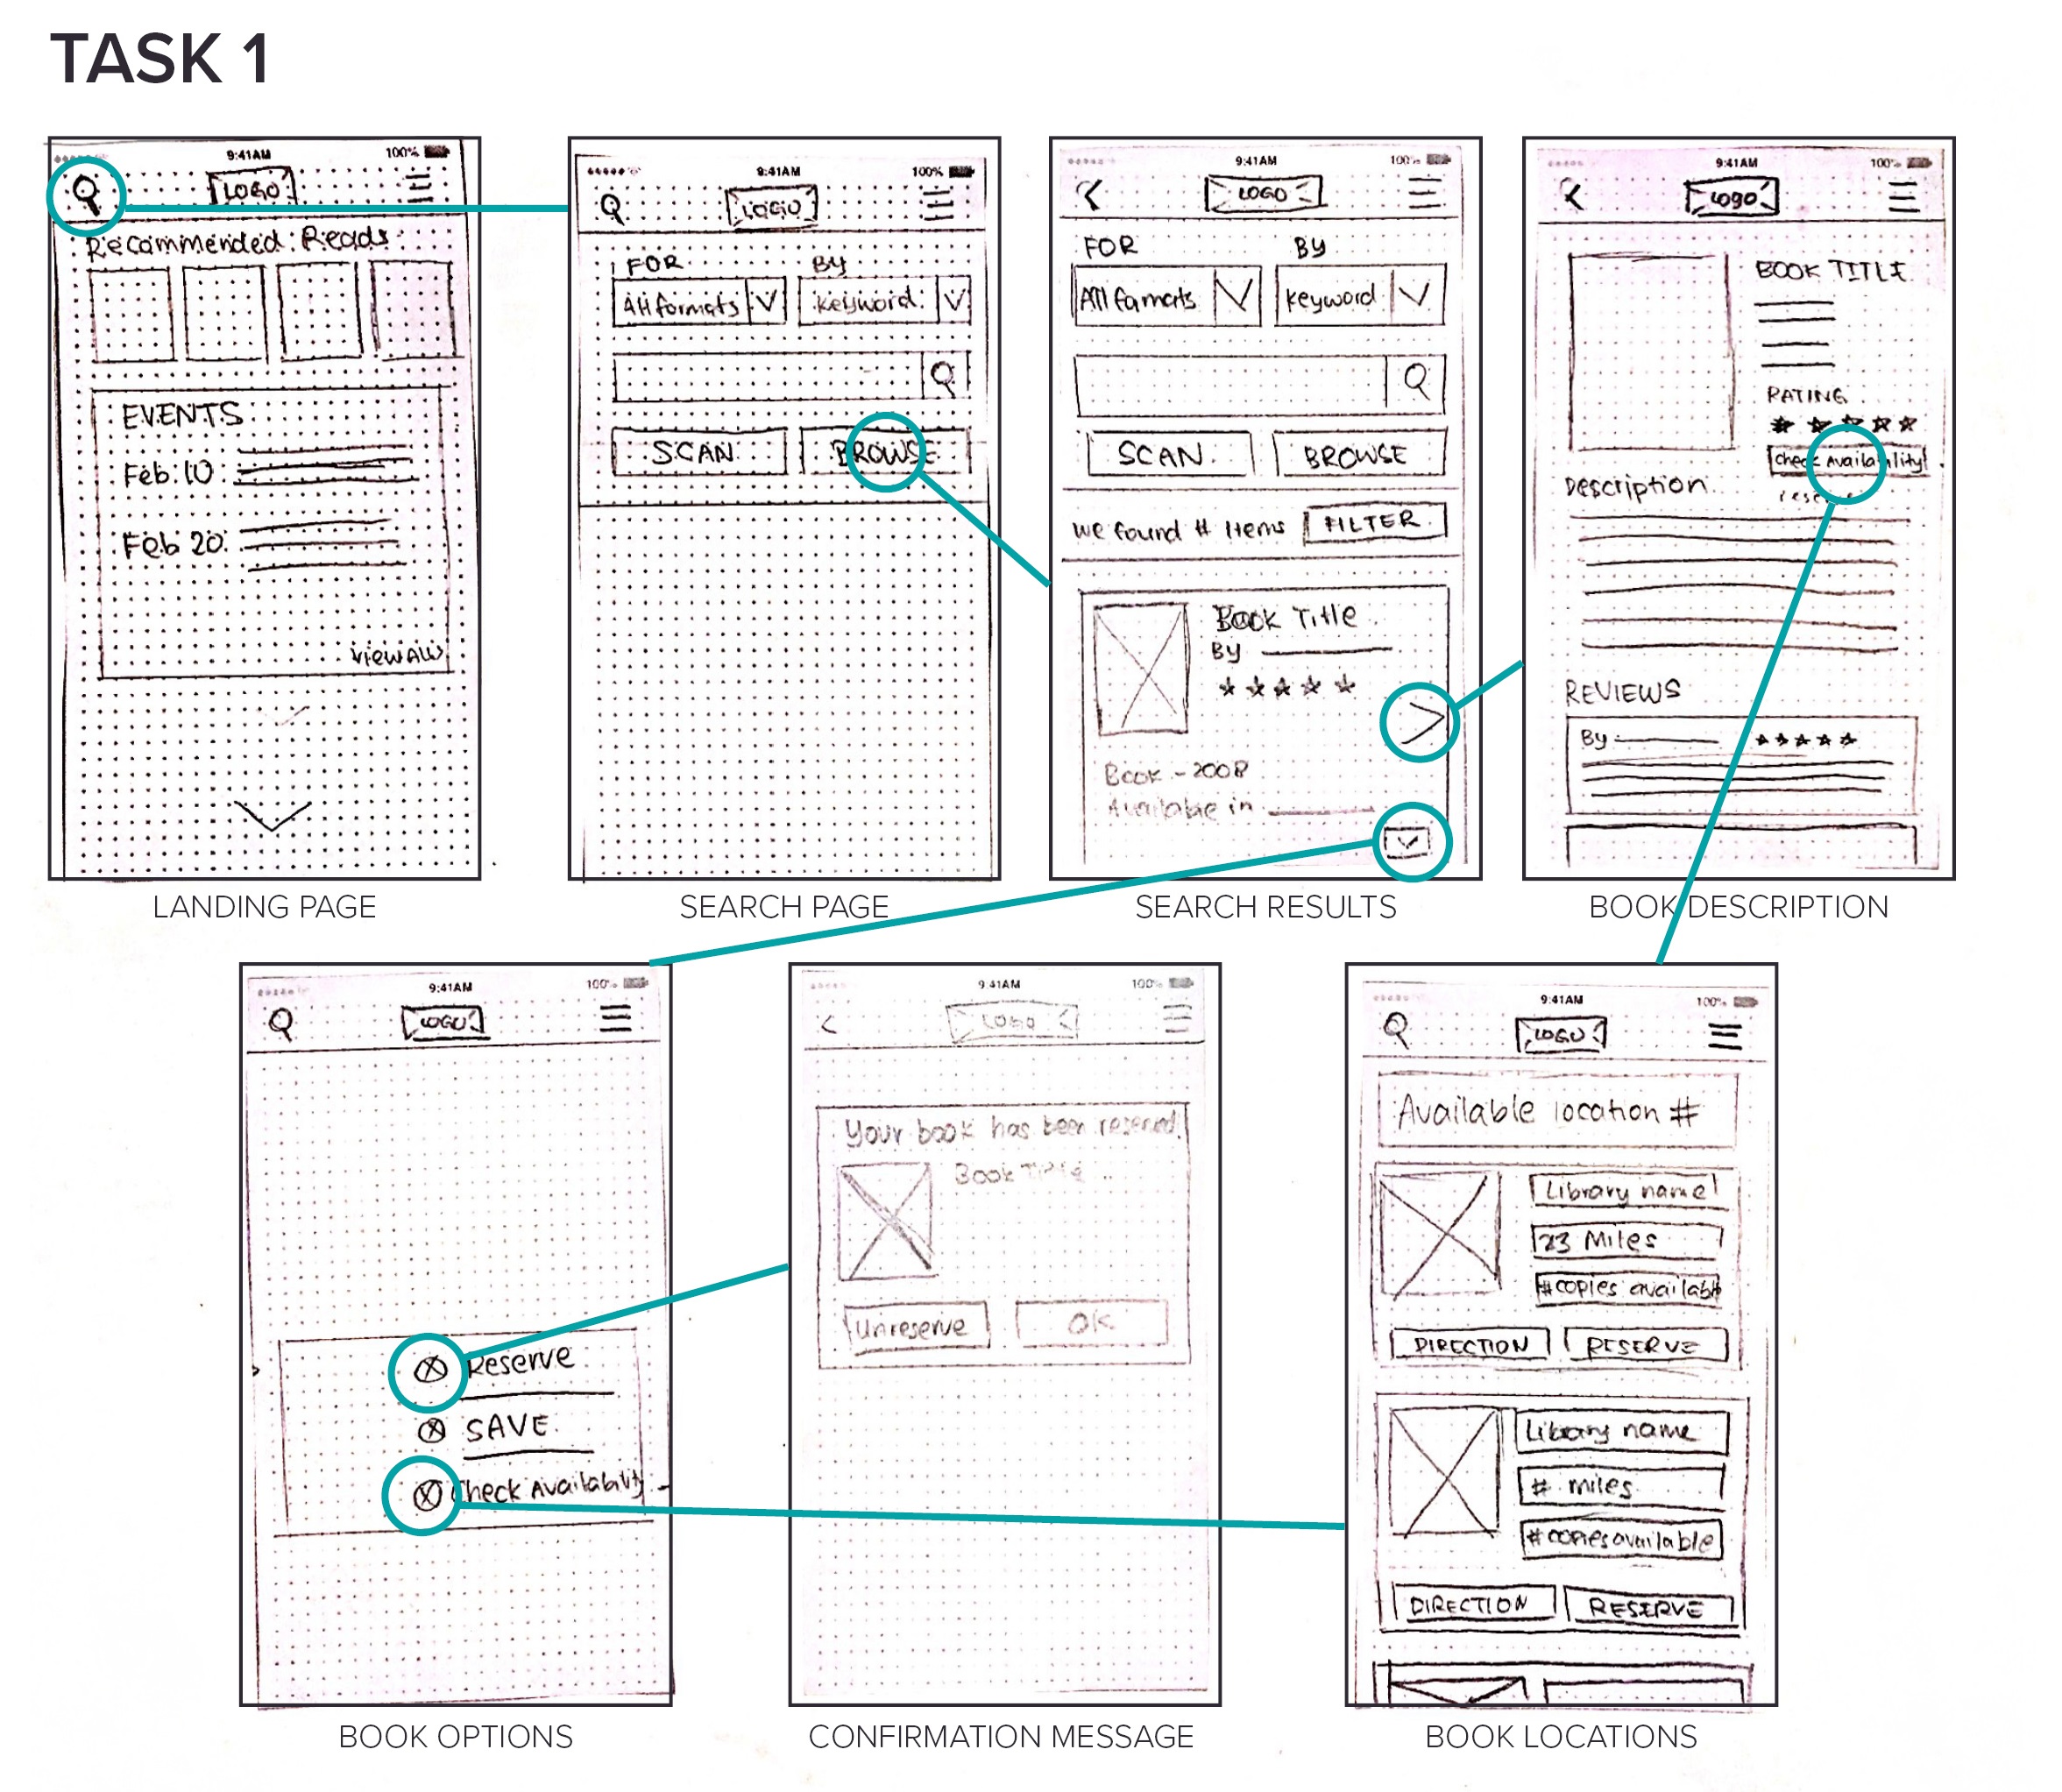 TASK 1
9:41AM 100%
LOGO
Recommended Reads
EVENTS
Feb 10
Feb 20
View All
LANDING PAGE
9:41AM 100%
LOGO
FOR BY
All formats keyword
SCAN BROWSE
SEARCH PAGE
9:41AM 100%
LOGO
FOR BY
All formats keyword
SCAN BROWSE
We found # items FILTER
Book Title
By
Book - 2008
Available in
SEARCH RESULTS
9:41AM 100%
LOGO
BOOK TITLE
RATING
Check Availability
Description
REVIEWS
By
BOOK DESCRIPTION
9:41AM 100%
LOGO
Reserve
SAVE
Check Availability
BOOK OPTIONS
9:41AM 100%
LOGO
Your book has been reserved!
Book Title
Unreserve OK
CONFIRMATION MESSAGE
9:41AM 100%
LOGO
Available location #
Library name
23 Miles
#copies available
DIRECTION RESERVE
Library name
# miles
#copies available
DIRECTION RESERVE
BOOK LOCATIONS